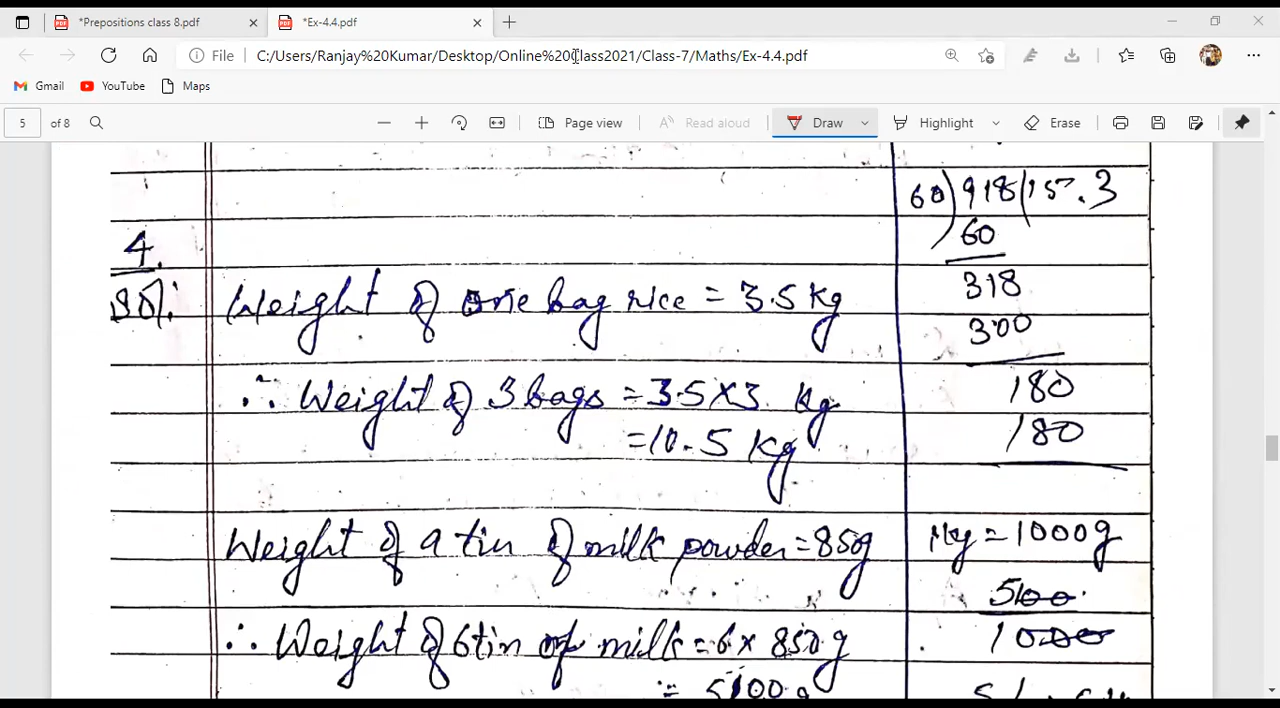 *Prepositions class 8.pdf
*Ex-4.4.pdf
File C:/Users/Ranjay%20Kumar/Desktop/Online%20Class2021/Class-7/Maths/Ex-4.4.pdf
Gmail YouTube Maps
5 of 8 Page view Read aloud Draw Highlight Erase
60)918(15.3
60
318
300
180
180
4.
Weight of one bag rice = 3.5 kg
∴ Weight of 3 bags = 3.5 × 3 kg
= 10.5 kg
Weight of a tin of milk powder = 850g
1kg = 1000g
5100
1000
∴ Weight of 6 tin of milk = 6 × 850 g
= 5100 g